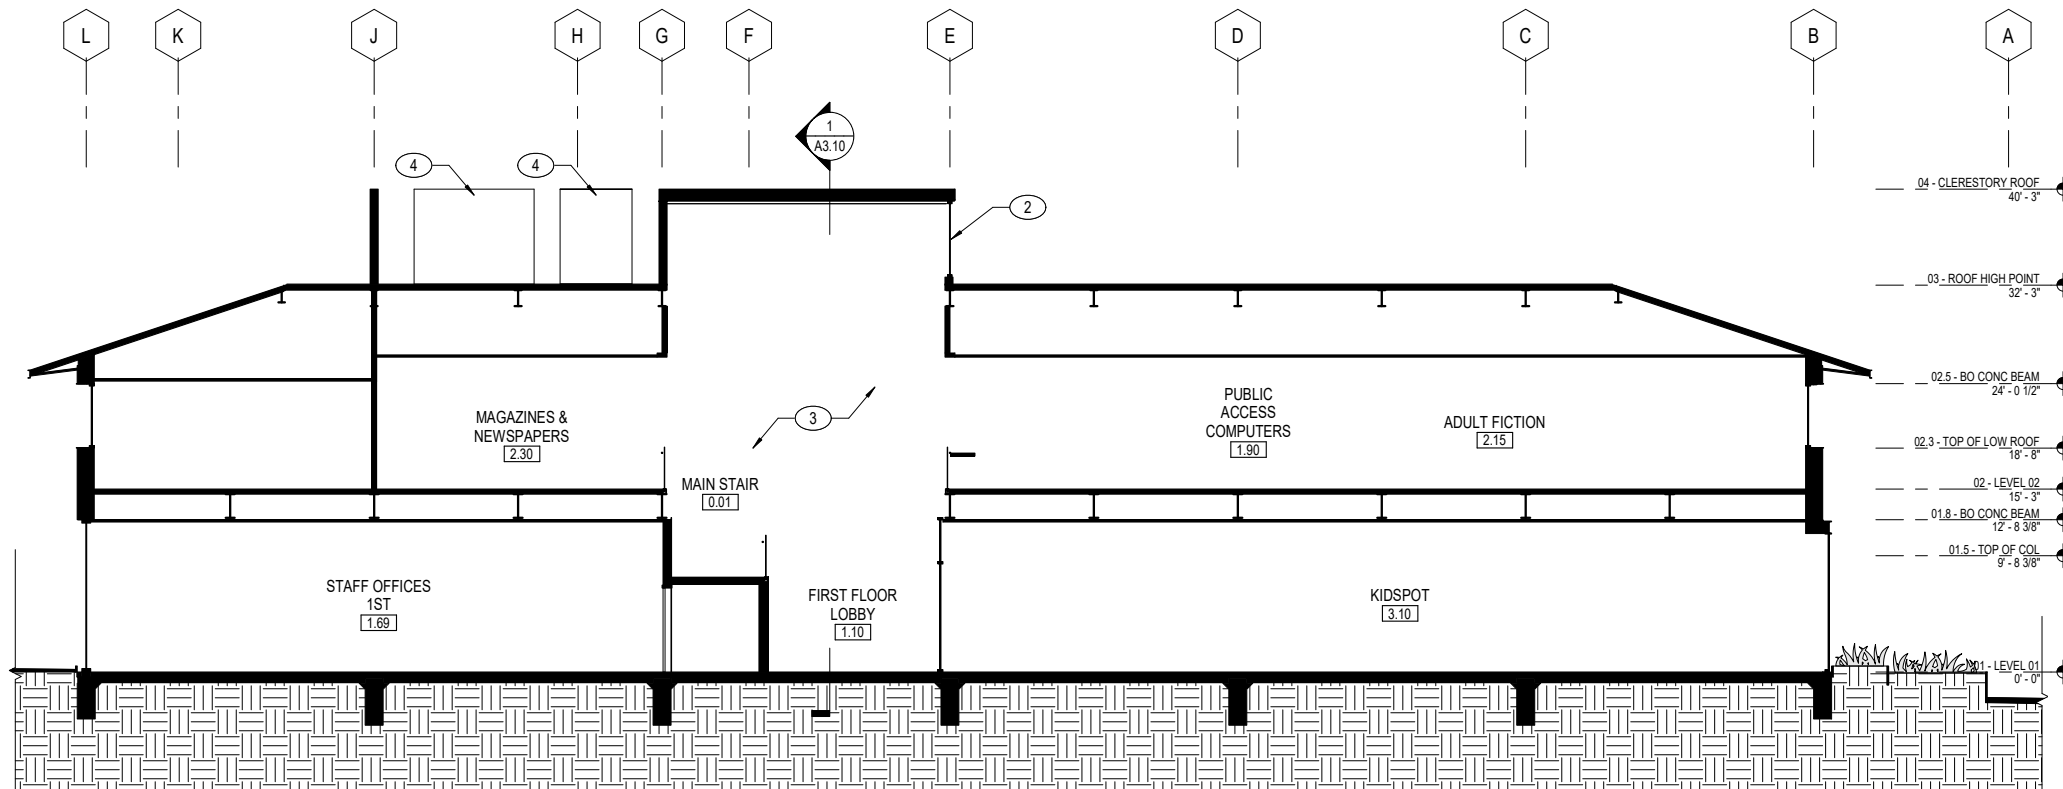 L K J H G F E D C B A
1
A3.10
4 4
2
04 - CLERESTORY ROOF
40' - 3"
03 - ROOF HIGH POINT
32' - 3"
02.5 - BO CONC BEAM
24' - 0 1/2"
3
MAGAZINES &
NEWSPAPERS
2.30
PUBLIC
ACCESS
COMPUTERS
1.90
ADULT FICTION
2.15
02.3 - TOP OF LOW ROOF
18' - 8"
MAIN STAIR
0.01
02 - LEVEL 02
15' - 3"
01.8 - BO CONC BEAM
12' - 8 3/8"
01.5 - TOP OF COL
9' - 8 3/8"
STAFF OFFICES
1ST
1.69
FIRST FLOOR
LOBBY
1.10
KIDSPOT
3.10
01 - LEVEL 01
0' - 0"